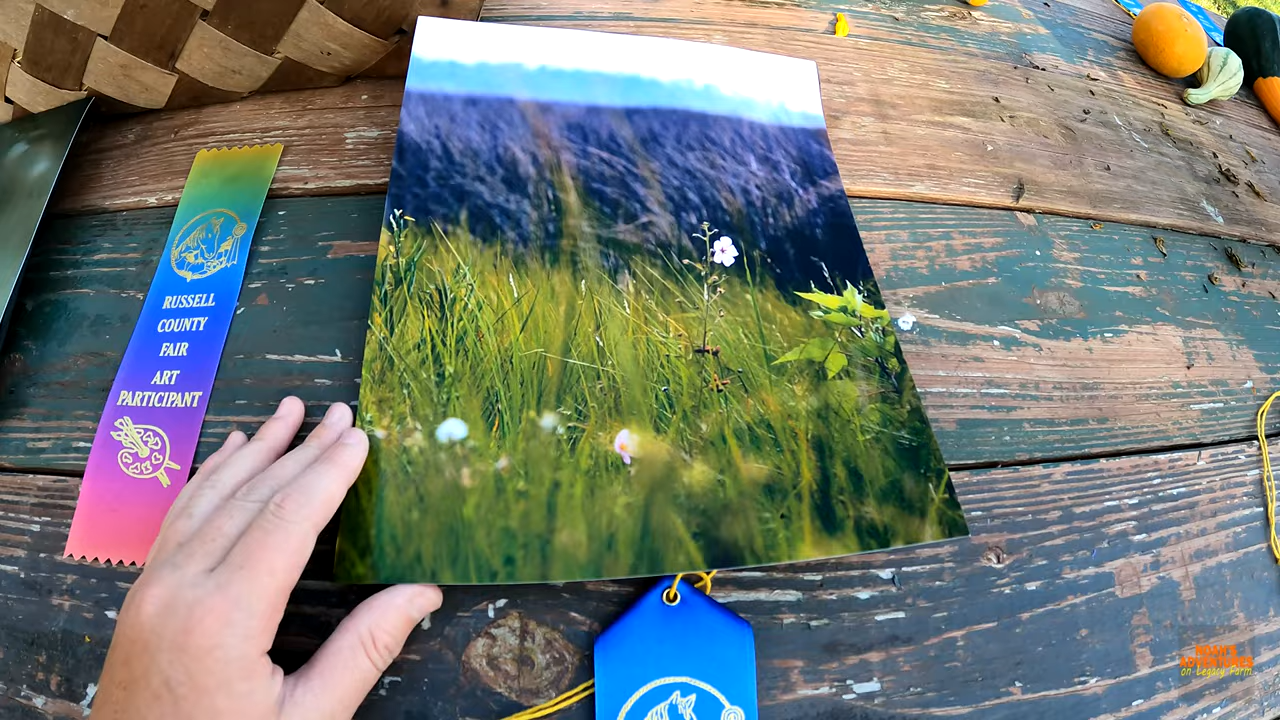 RUSSELL
COUNTY
FAIR
ART
PARTICIPANT
NOAH'S
ADVENTURES
on Legacy Farm